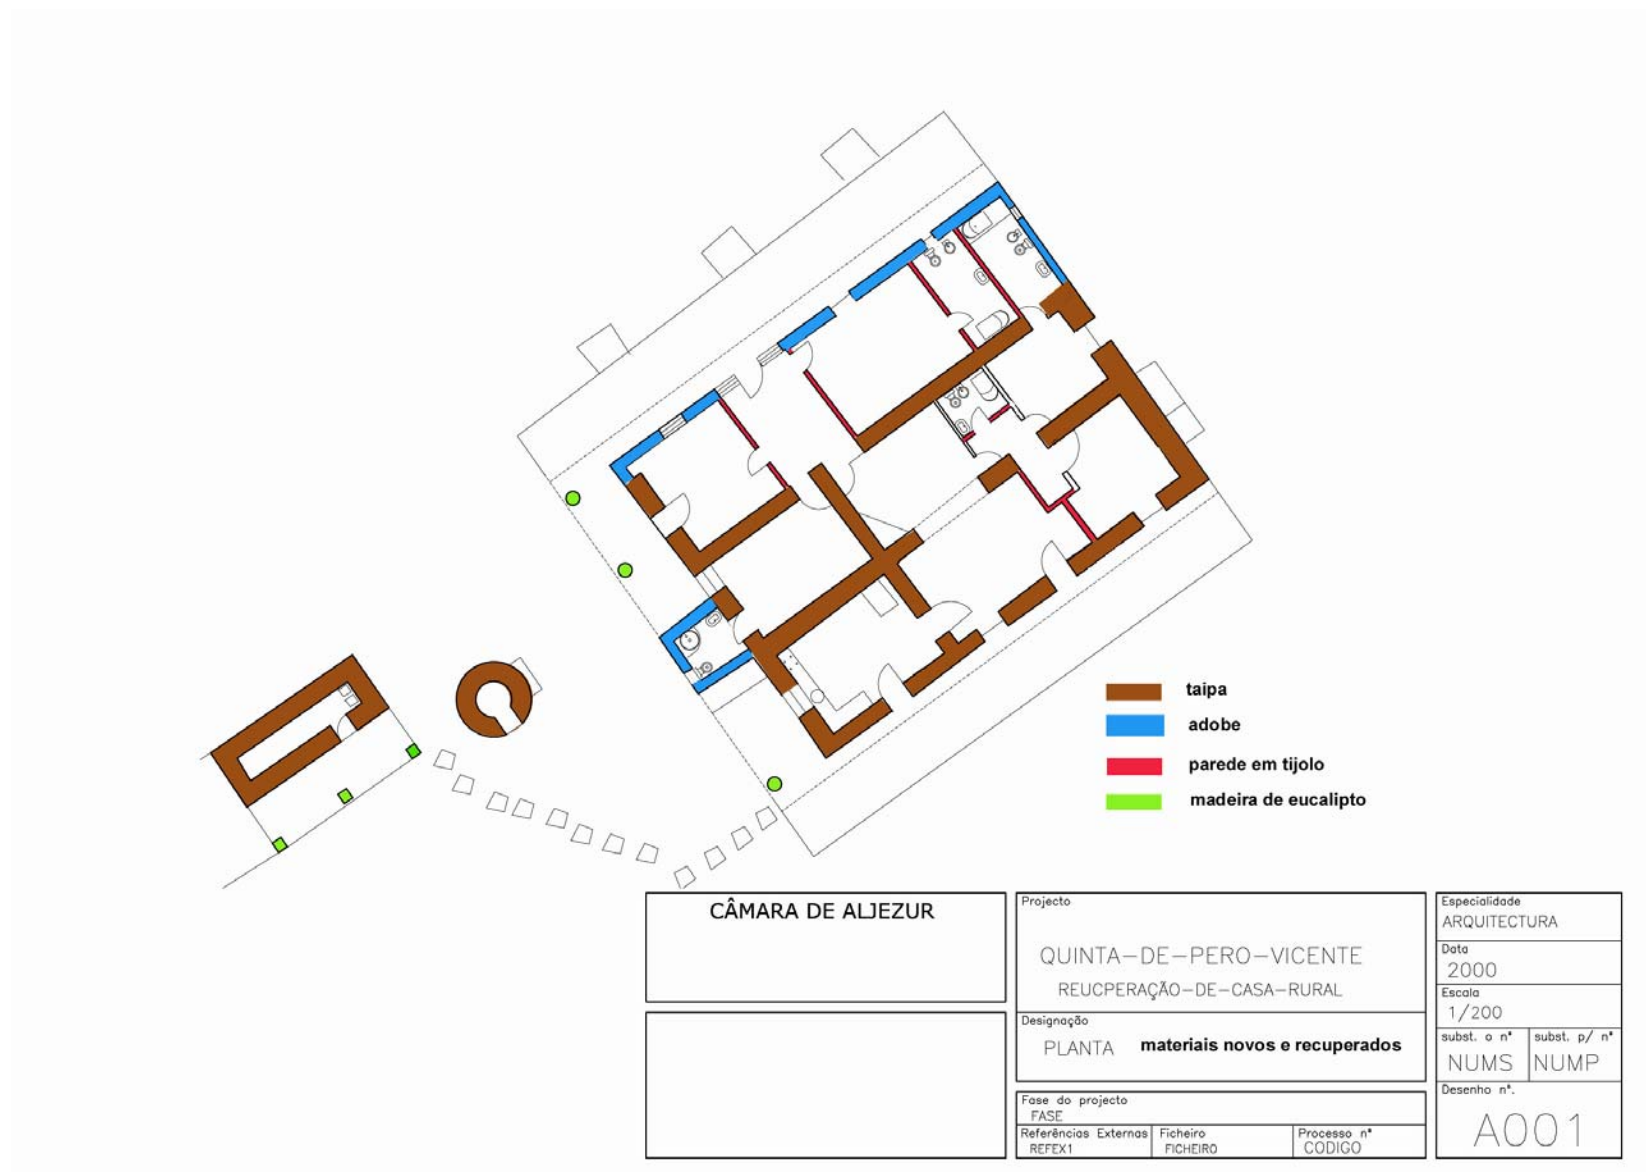 taipa
adobe
parede em tijolo
madeira de eucalipto
CÂMARA DE ALJEZUR
Projecto
QUINTA-DE-PERO-VICENTE
REUCPERAÇÃO-DE-CASA-RURAL
Designação
PLANTA materiais novos e recuperados
Fase do projecto
FASE
Referências Externas
REFEX1
Ficheiro
FICHEIRO
Processo nº
CODIGO
Especialidade
ARQUITECTURA
Data
2000
Escala
1/200
subst. o nº
NUMS
subst. p/ nº
NUMP
Desenho nº.
A001